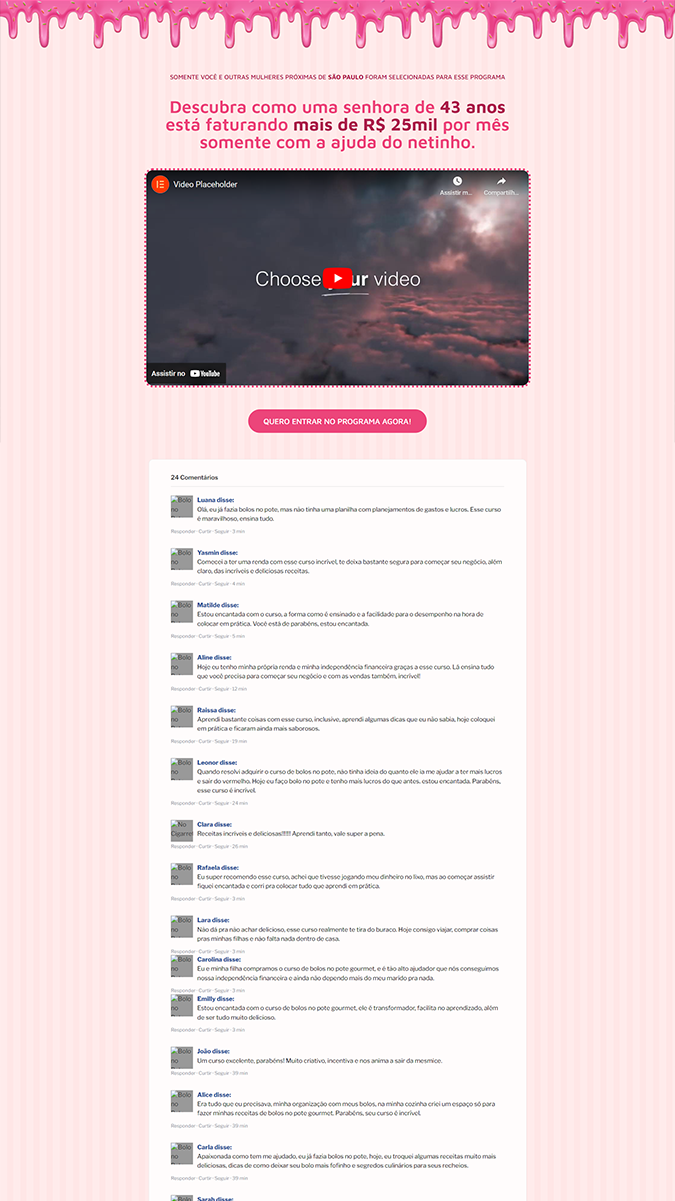 SOMENTE VOCÊ E OUTRAS MULHERES PRÓXIMAS DE SÃO PAULO FORAM SELECIONADAS PARA ESSE PROGRAMA
Descubra como uma senhora de 43 anos
está faturando mais de R$ 25mil por mês
somente com a ajuda do netinho.
Video Placeholder
Assistir m...
Compartilh...
Choose your video
Assistir no YouTube
QUERO ENTRAR NO PROGRAMA AGORA!
24 Comentários
Bolo no
Luana disse:
Olá, eu já fazia bolos no pote, mas não tinha uma planilha com planejamentos de gastos e lucros. Esse curso
é maravilhoso, ensina tudo.
Responder · Curtir · Seguir · 3 min
Bolo no
Yasmin disse:
Comecei a ter uma renda com esse curso incrível, te deixa bastante segura para começar seu negócio, além
claro, das incríveis e deliciosas receitas.
Responder · Curtir · Seguir · 4 min
Bolo no
Matilde disse:
Estou encantada com o curso, a forma como é ensinado e a facilidade para o desempenho na hora de
colocar em prática. Você está de parabéns, estou encantada.
Responder · Curtir · Seguir · 5 min
Bolo no
Aline disse:
Hoje eu tenho minha própria renda e minha independência financeira graças a esse curso. Lá ensina tudo
que você precisa para começar seu negócio e com as vendas também, incrível!
Responder · Curtir · Seguir · 12 min
Bolo no
Raissa disse:
Aprendi bastante coisas com esse curso, inclusive, aprendi algumas dicas que eu não sabia, hoje coloquei
em prática e ficaram ainda mais saborosos.
Responder · Curtir · Seguir · 19 min
Bolo no
Leonor disse:
Quando resolvi adquirir o curso de bolos no pote, não tinha ideia do quanto ele ia me ajudar a ter mais lucros
e sair do vermelho. Hoje eu faço bolo no pote e tenho mais lucros do que antes. estou encantada. Parabéns,
esse curso é incrível.
Responder · Curtir · Seguir · 24 min
No Cigarret
Clara disse:
Receitas incríveis e deliciosas!!!!!! Aprendi tanto, vale super a pena.
Responder · Curtir · Seguir · 26 min
Bolo no
Rafaela disse:
Eu super recomendo esse curso, achei que tivesse jogando meu dinheiro no lixo, mas ao começar assistir
fiquei encantada e corri pra colocar tudo que aprendi em prática.
Responder · Curtir · Seguir · 3 min
Bolo no
Lara disse:
Não dá pra não achar delicioso, esse curso realmente te tira do buraco. Hoje consigo viajar, comprar coisas
pras minhas filhas e não falta nada dentro de casa.
Responder · Curtir · Seguir · 3 min
Bolo no
Carolina disse:
Eu e minha filha compramos o curso de bolos no pote gourmet, e é tão alto ajudador que nós conseguimos
nossa independência financeira e ainda não dependo mais do meu marido pra nada.
Responder · Curtir · Seguir · 3 min
Bolo no
Emilly disse:
Estou encantada com o curso de bolos no pote gourmet, ele é transformador, facilita no aprendizado, além
de ser tudo muito delicioso.
Responder · Curtir · Seguir · 3 min
Bolo no
João disse:
Um curso excelente, parabéns! Muito criativo, incentiva e nos anima a sair da mesmice.
Responder · Curtir · Seguir · 39 min
Bolo no
Alice disse:
Era tudo que eu precisava, minha organização com meus bolos, na minha cozinha criei um espaço só para
fazer minhas receitas de bolos no pote gourmet. Parabéns, seu curso é incrível.
Responder · Curtir · Seguir · 39 min
Bolo no
Carla disse:
Apaixonada como tem me ajudado, eu já fazia bolos no pote, hoje, eu troquei algumas receitas muito mais
deliciosas, dicas de como deixar seu bolo mais fofinho e segredos culinários para seus recheios.
Responder · Curtir · Seguir · 39 min
Bolo
Sarah disse: